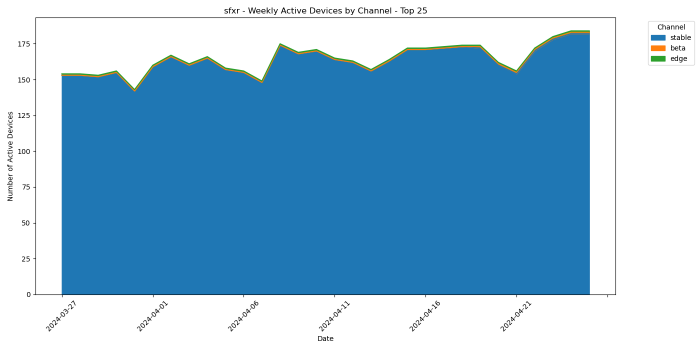 sfxr - Weekly Active Devices by Channel - Top 25
Channel
stable
beta
edge
Number of Active Devices
175
150
125
100
75
50
25
0
2024-03-27
2024-04-01
2024-04-06
2024-04-11
2024-04-16
2024-04-21
Date